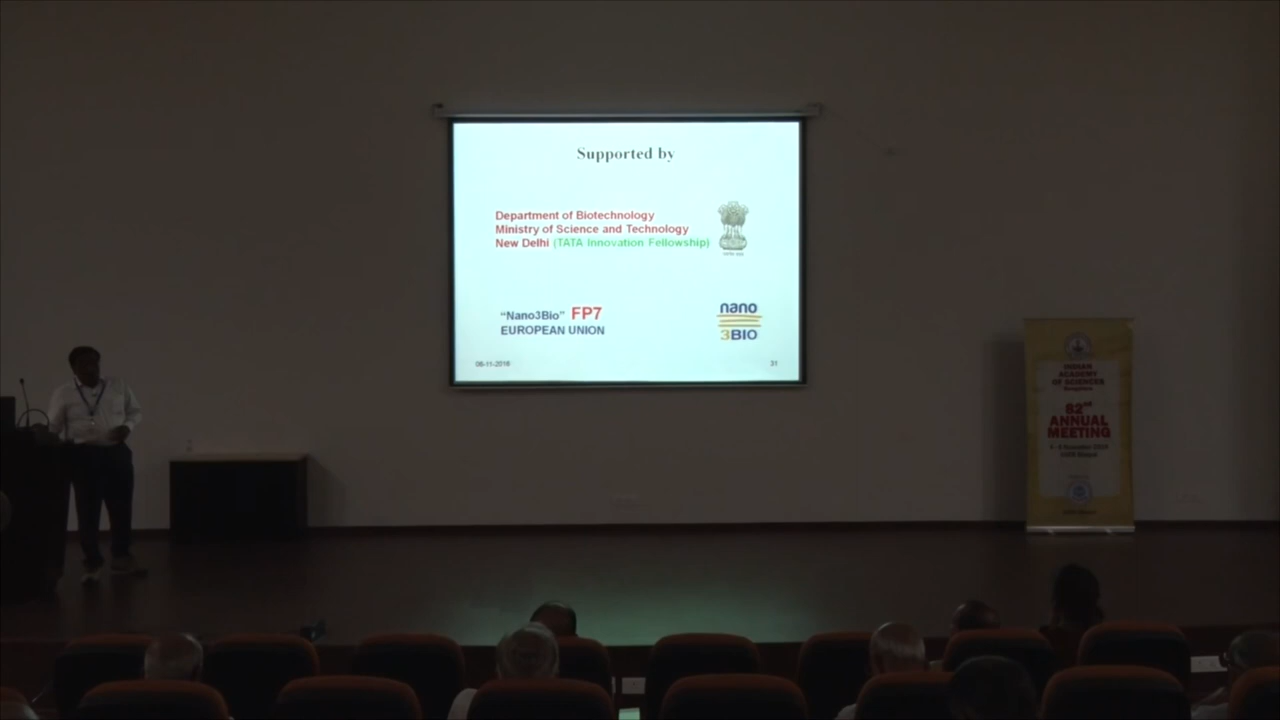 Supported by
Department of Biotechnology
Ministry of Science and Technology
New Delhi (TATA Innovation Fellowship)
"Nano3Bio" FP7
EUROPEAN UNION
nano
3BIO
06-11-2016
31
INDIAN
ACADEMY
OF SCIENCES
82nd
ANNUAL
MEETING